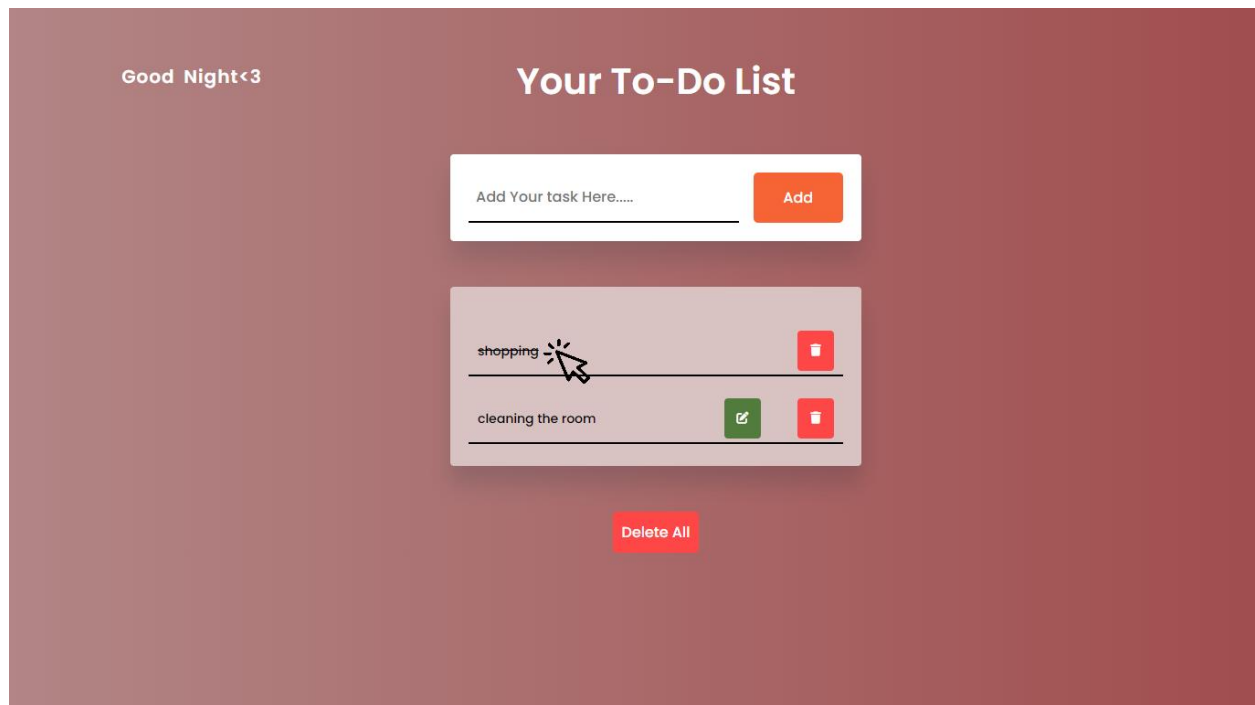 Good Night<3
Your To-Do List
Add Your task Here.....
Add
shopping
cleaning the room
Delete All